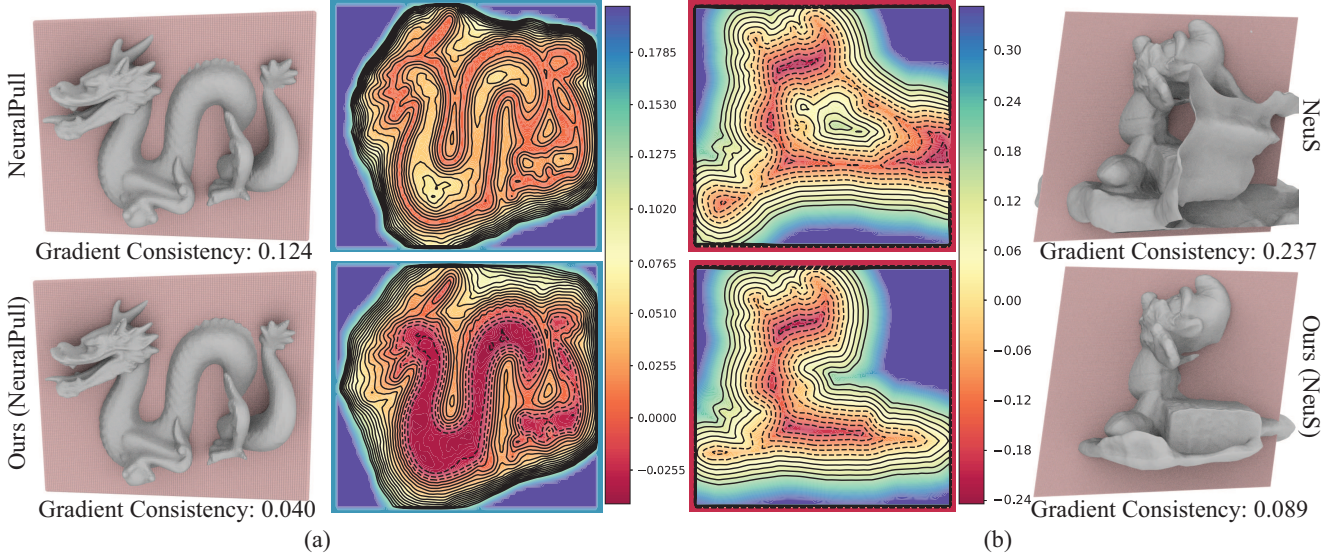 NeuralPull
Gradient Consistency: 0.124
0.1785
0.1530
0.1275
0.1020
0.0765
0.0510
0.0255
0.0000
−0.0255
0.30
0.24
0.18
0.12
0.06
0.00
−0.06
−0.12
−0.18
−0.24
NeuS
Gradient Consistency: 0.237
Ours (NeuralPull)
Gradient Consistency: 0.040
Ours (NeuS)
Gradient Consistency: 0.089
(a)
(b)